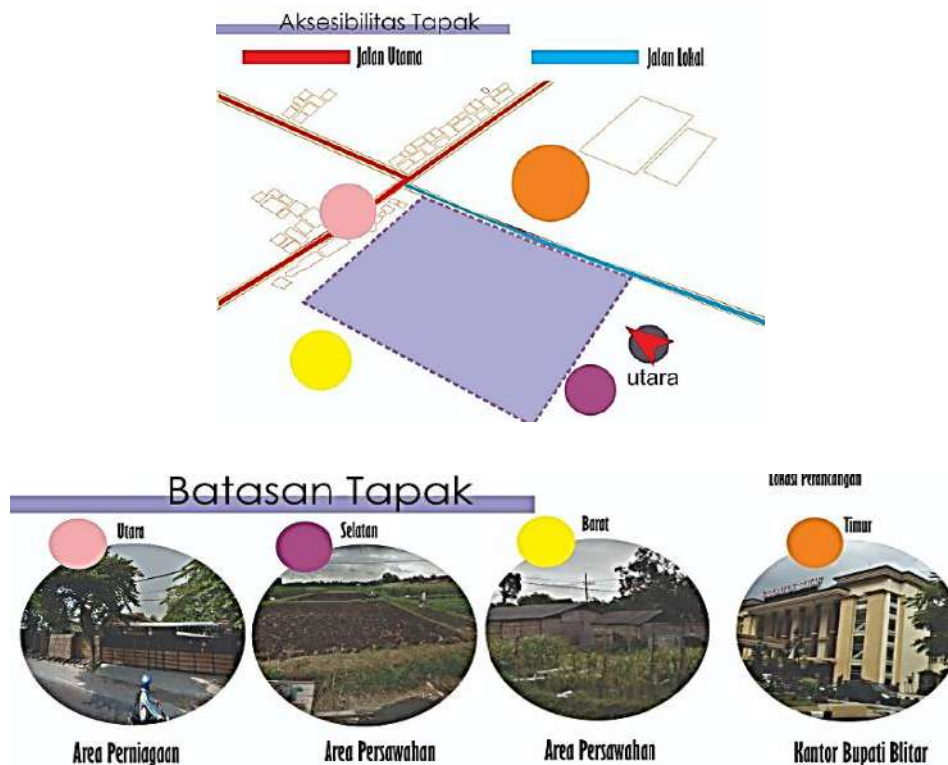 Aksesibilitas Tapak
Jalan Utama
Jalan Lokal
utara
Batasan Tapak
Lokasi Perancangan
Utara
Selatan
Barat
Timur
Area Perniagaan
Area Persawahan
Area Persawahan
Kantor Bupati Blitar